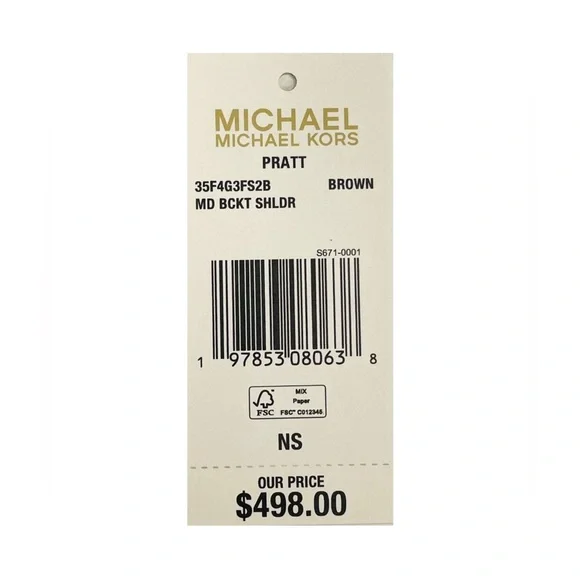 MICHAEL
MICHAEL KORS
PRATT
35F4G3FS2B BROWN
MD BCKT SHLDR
S671-0001
1 97853 08063 8
FSC
MIX
Paper
FSC™ C012345
NS
OUR PRICE
$498.00